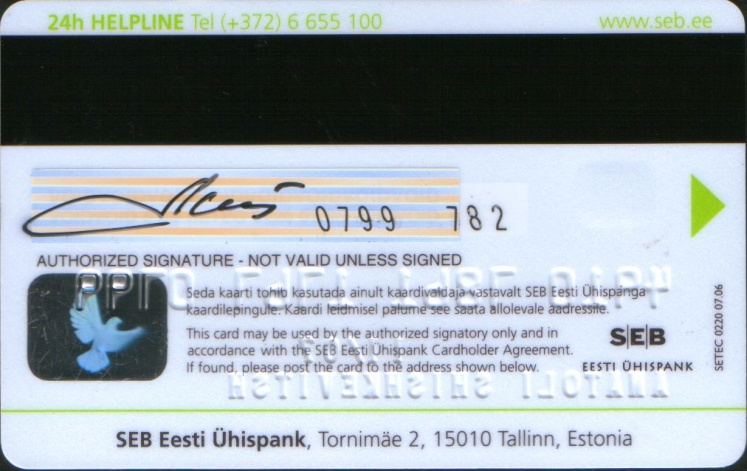 24h HELPLINE Tel (+372) 6 655 100
www.seb.ee
0799 782
AUTHORIZED SIGNATURE - NOT VALID UNLESS SIGNED
Seda kaarti tohib kasutada ainult kaardivaldaja vastavalt SEB Eesti Ühispanga
kaardilepingule. Kaardi leidmisel palume see saata allolevale aadressile.
This card may be used by the authorized signatory only and in
accordance with the SEB Eesti Ühispank Cardholder Agreement.
If found, please post the card to the address shown below.
SEB
EESTI ÜHISPANK
SETEC 0220 07.06
SEB Eesti Ühispank, Tornimäe 2, 15010 Tallinn, Estonia